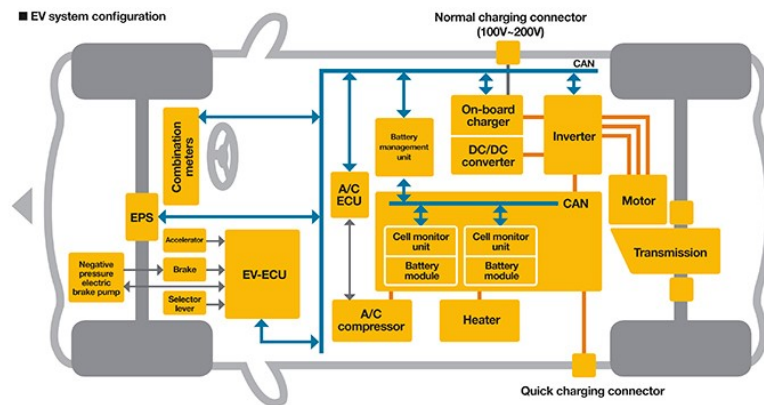 ■ EV system configuration
Normal charging connector
(100V~200V)
CAN
Combination
meters
On-board
charger
Inverter
Battery
management
unit
DC/DC
converter
A/C
ECU
EPS
CAN
Motor
Accelerator
Cell monitor
unit
Cell monitor
unit
Transmission
Negative
pressure
electric
brake pump
Brake
EV-ECU
Battery
module
Battery
module
Selector
lever
A/C
compressor
Heater
Quick charging connector